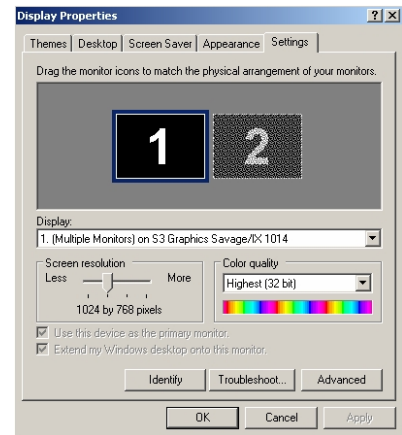 Display Properties
Themes Desktop Screen Saver Appearance Settings
Drag the monitor icons to match the physical arrangement of your monitors.
1 2
Display:
1. (Multiple Monitors) on S3 Graphics Savage/IX 1014
Screen resolution Color quality
Less More Highest (32 bit)
1024 by 768 pixels
Use this device as the primary monitor.
Extend my Windows desktop onto this monitor.
Identify Troubleshoot... Advanced
OK Cancel Apply